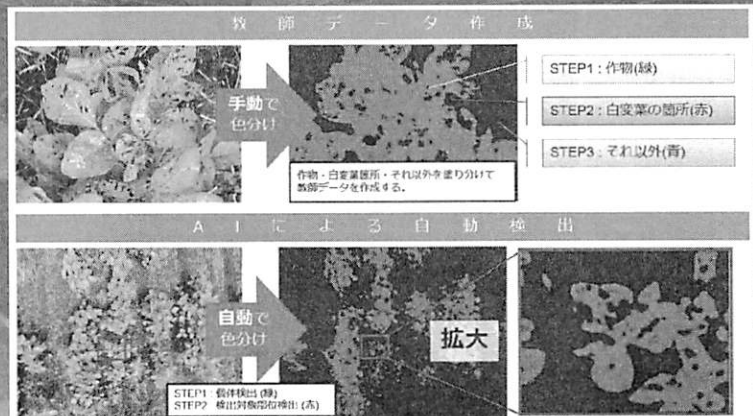 教師データ作成
手動で
色分け
STEP1 : 作物(緑)
STEP2 : 白変葉の箇所(赤)
STEP3 : それ以外(青)
作物・白変葉箇所・それ以外を塗り分けて
教師データを作成する。
AIによる自動検出
自動で
色分け
拡大
STEP1 : 個体検出(緑)
STEP2 : 検出対象部位検出(赤)